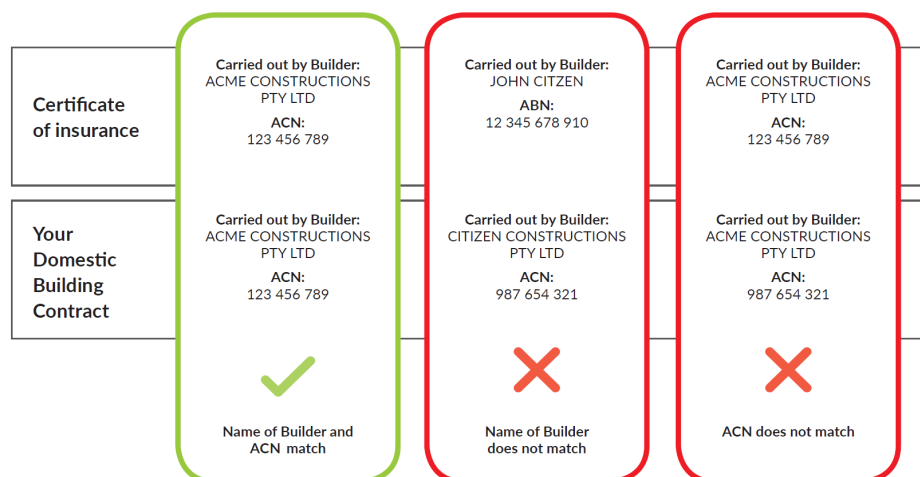 Certificate
of insurance
Carried out by Builder:
ACME CONSTRUCTIONS
PTY LTD
ACN:
123 456 789
Carried out by Builder:
JOHN CITZEN
ABN:
12 345 678 910
Carried out by Builder:
ACME CONSTRUCTIONS
PTY LTD
ACN:
123 456 789
Your
Domestic
Building
Contract
Carried out by Builder:
ACME CONSTRUCTIONS
PTY LTD
ACN:
123 456 789
Carried out by Builder:
CITIZEN CONSTRUCTIONS
PTY LTD
ACN:
987 654 321
Carried out by Builder:
ACME CONSTRUCTIONS
PTY LTD
ACN:
987 654 321
Name of Builder and
ACN match
Name of Builder
does not match
ACN does not match